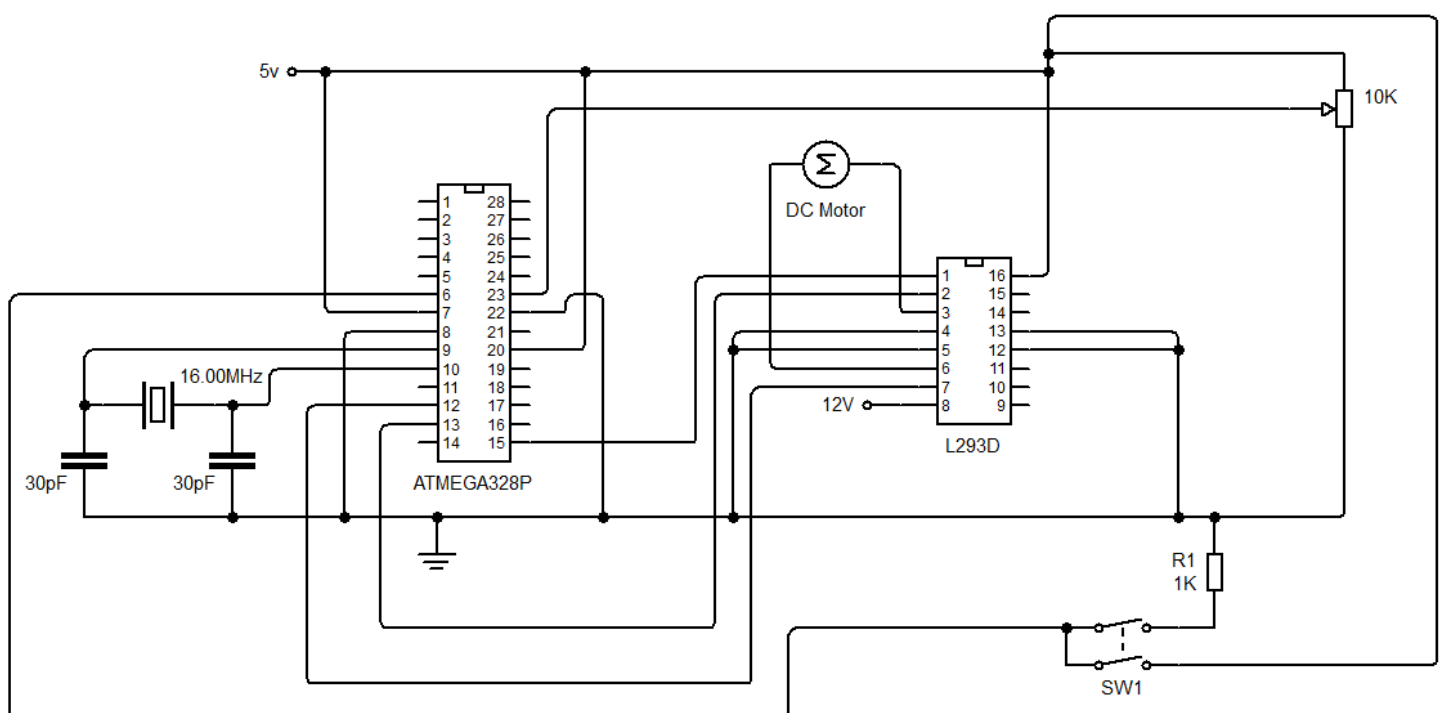 5v
10K
DC Motor
1 28
2 27
3 26
4 25
5 24
6 23
7 22
8 21
9 20
10 19
11 18
12 17
13 16
14 15
ATMEGA328P
1 16
2 15
3 14
4 13
5 12
6 11
7 10
8 9
L293D
16.00MHz
12V
30pF
30pF
R1
1K
SW1